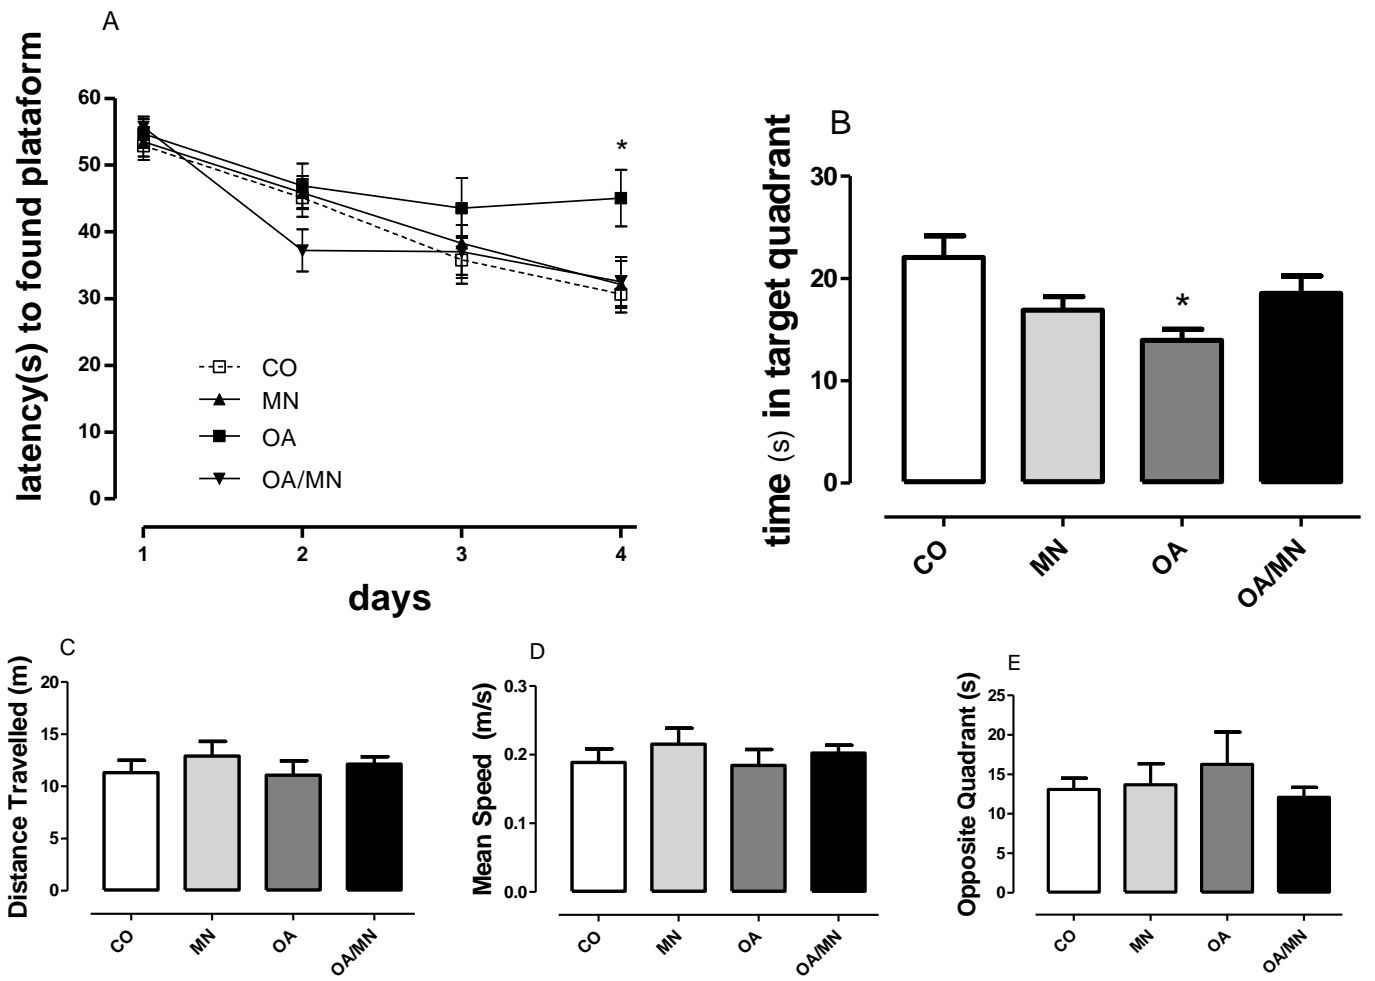 A
latency(s) to found plataform
60
50
40
30
20
10
0
*
CO
MN
OA
OA/MN
1 2 3 4
days
B
time (s) in target quadrant
30
20
10
0
*
CO MN OA OA/MN
C
Distance Travelled (m)
20
15
10
5
0
CO MN OA OA/MN
D
Mean Speed (m/s)
0.3
0.2
0.1
0.0
CO MN OA OA/MN
E
Opposite Quadrant (s)
25
20
15
10
5
0
CO MN OA OA/MN